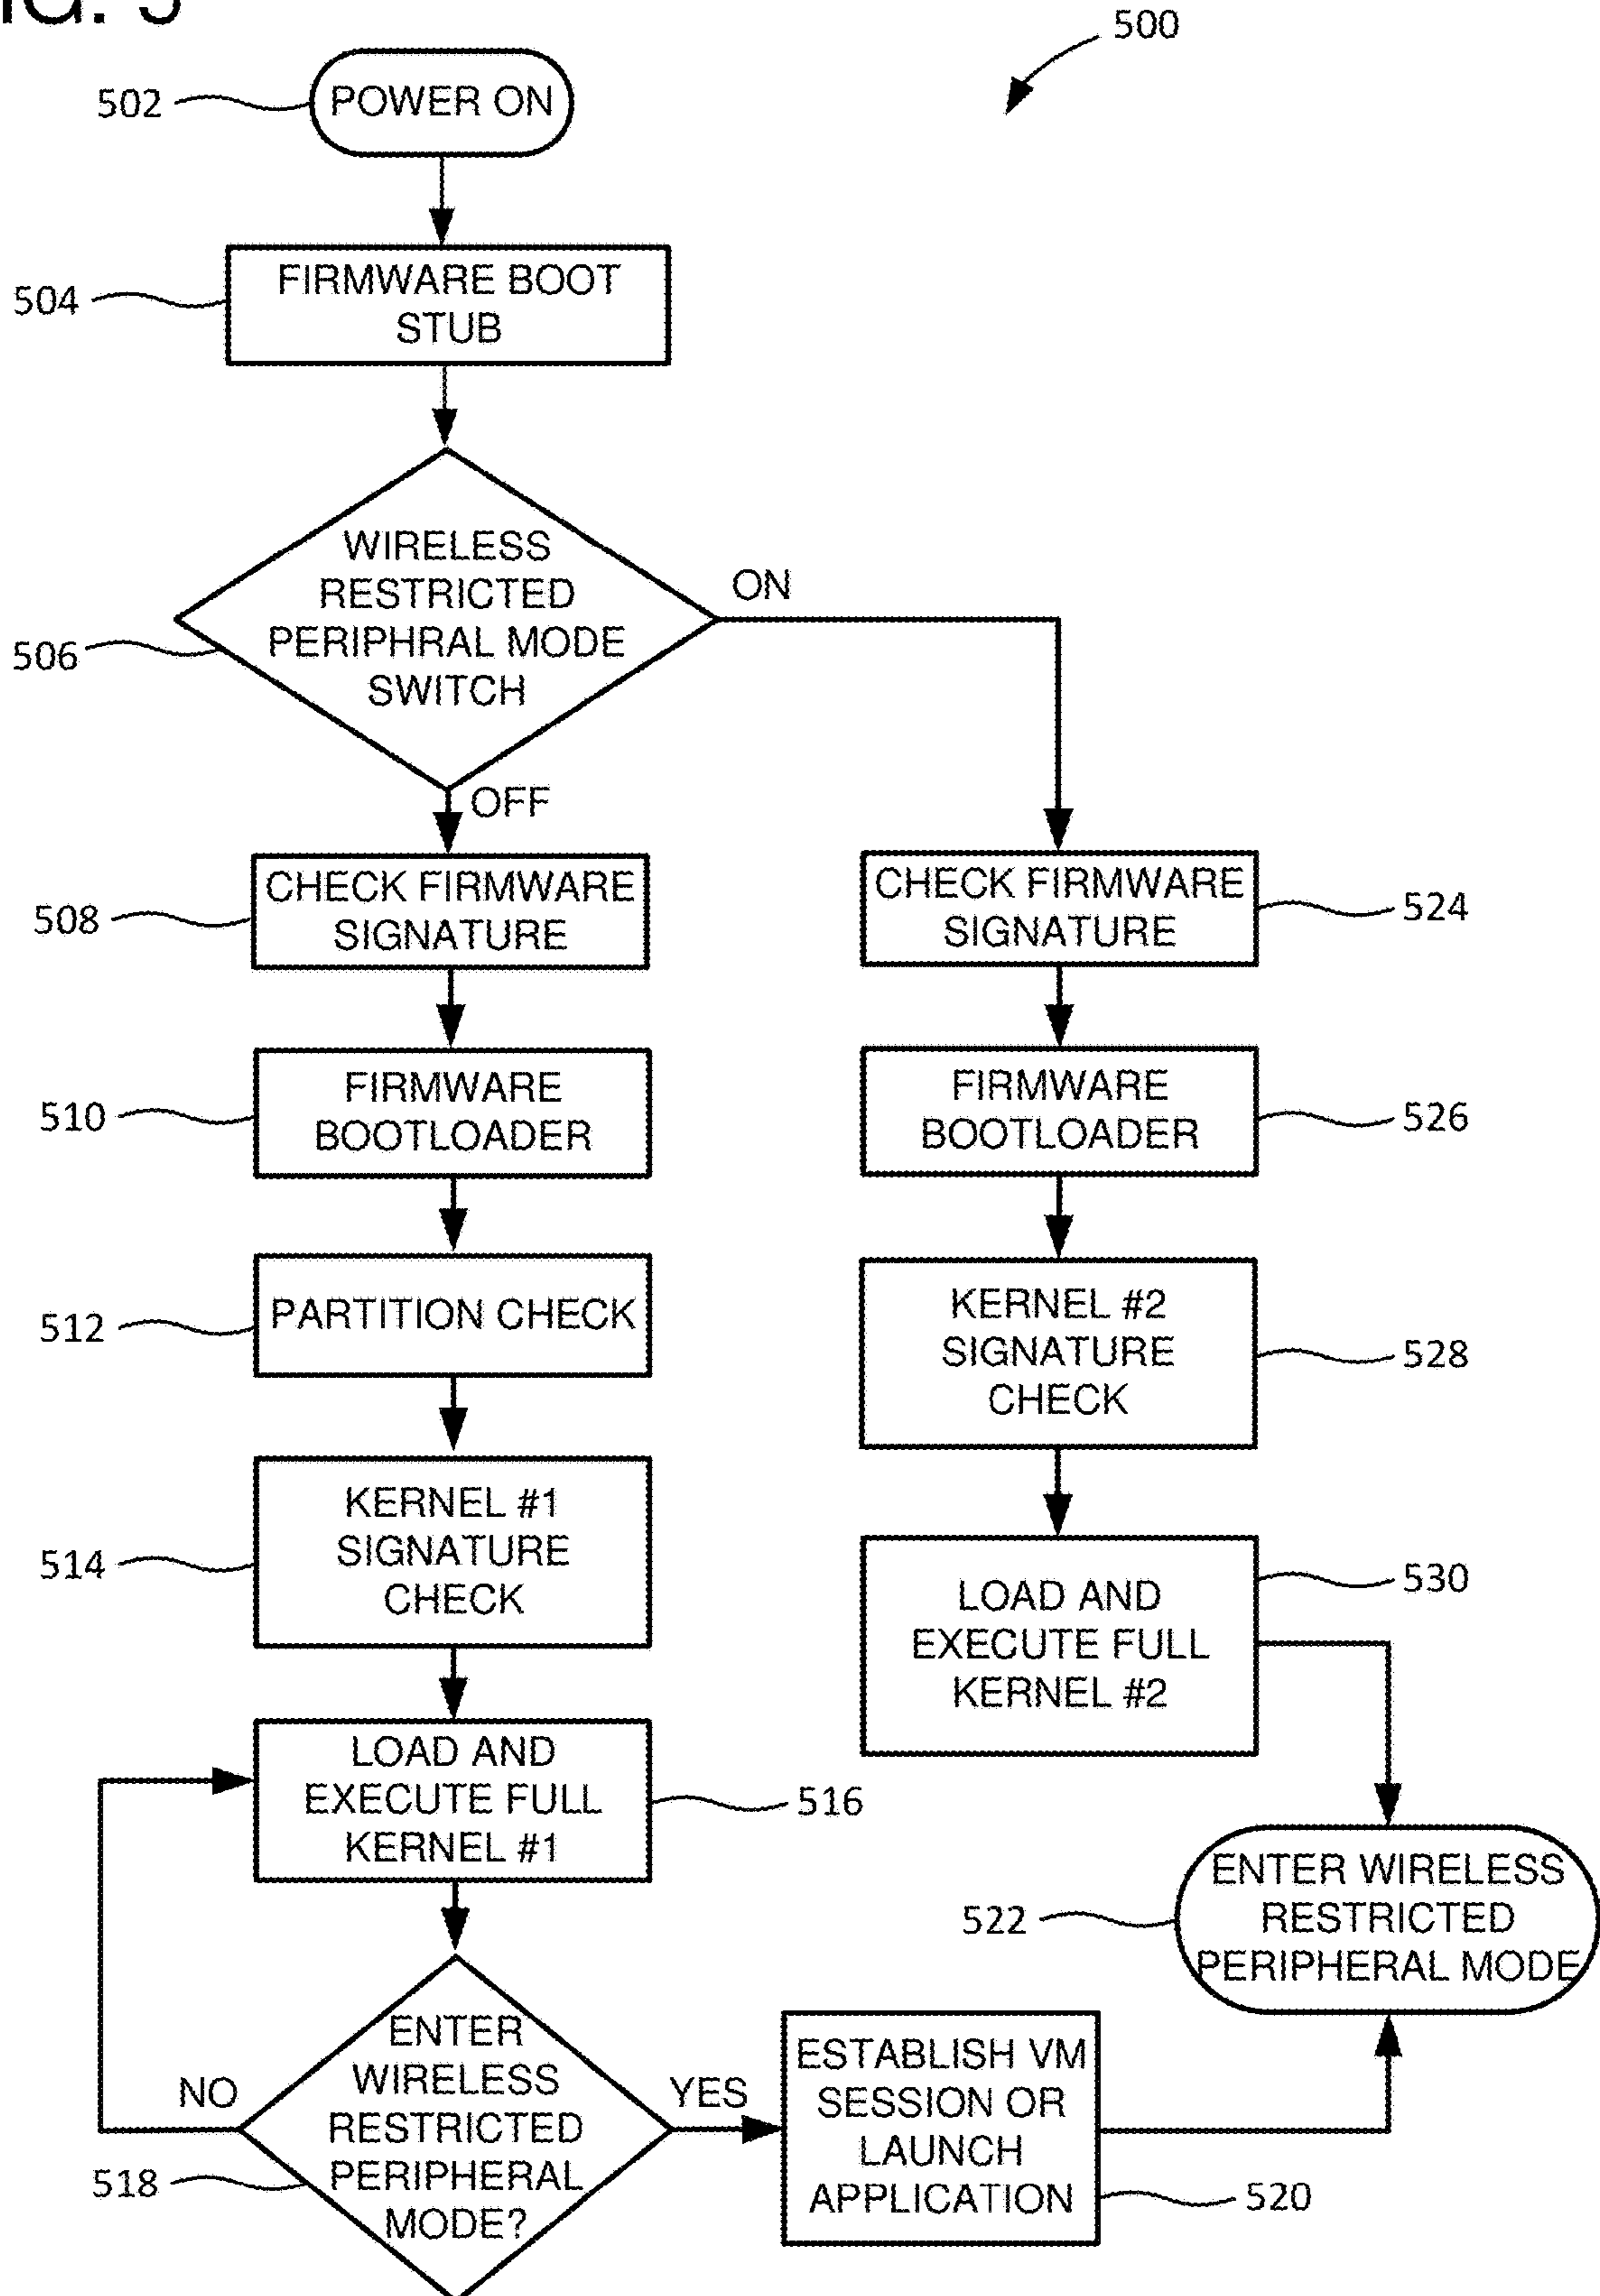 FIG. 5
500
502
POWER ON
504
FIRMWARE BOOT
STUB
506
WIRELESS
RESTRICTED
PERIPHRAL MODE
SWITCH
ON
OFF
508
CHECK FIRMWARE
SIGNATURE
510
FIRMWARE
BOOTLOADER
512
PARTITION CHECK
514
KERNEL #1
SIGNATURE
CHECK
LOAD AND
EXECUTE FULL
KERNEL #1
516
518
ENTER
WIRELESS
RESTRICTED
PERIPHERAL
MODE?
NO
YES
ESTABLISH VM
SESSION OR
LAUNCH
APPLICATION
520
CHECK FIRMWARE
SIGNATURE
524
FIRMWARE
BOOTLOADER
526
KERNEL #2
SIGNATURE
CHECK
528
LOAD AND
EXECUTE FULL
KERNEL #2
530
522
ENTER WIRELESS
RESTRICTED
PERIPHERAL MODE